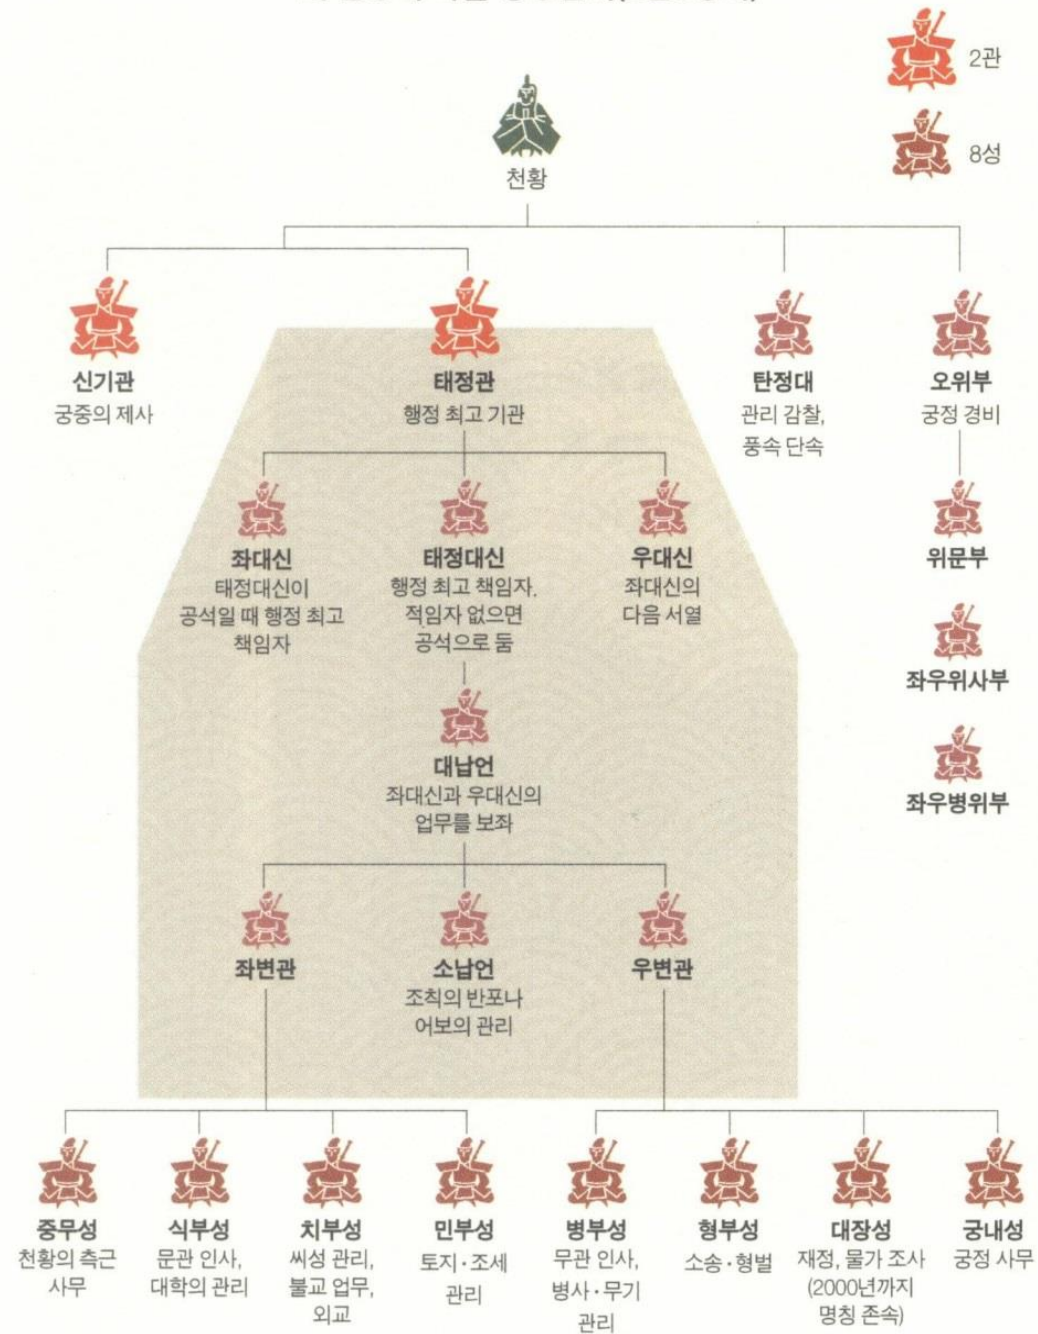 2관
8성
천황
신기관
궁중의 제사
태정관
행정 최고 기관
탄정대
관리 감찰,
풍속 단속
오위부
궁정 경비
좌대신
태정대신이
공석일 때 행정 최고
책임자
태정대신
행정 최고 책임자.
적임자 없으면
공석으로 둠
우대신
좌대신의
다음 서열
위문부
좌우위사부
좌우병위부
대납언
좌대신과 우대신의
업무를 보좌
좌변관
소납언
조칙의 반포나
어보의 관리
우변관
중무성
천황의 측근
사무
식부성
문관 인사,
대학의 관리
치부성
씨성 관리,
불교 업무,
외교
민부성
토지·조세
관리
병부성
무관 인사,
병사·무기
관리
형부성
소송·형벌
대장성
재정, 물가 조사
(2000년까지
명칭 존속)
궁내성
궁정 사무